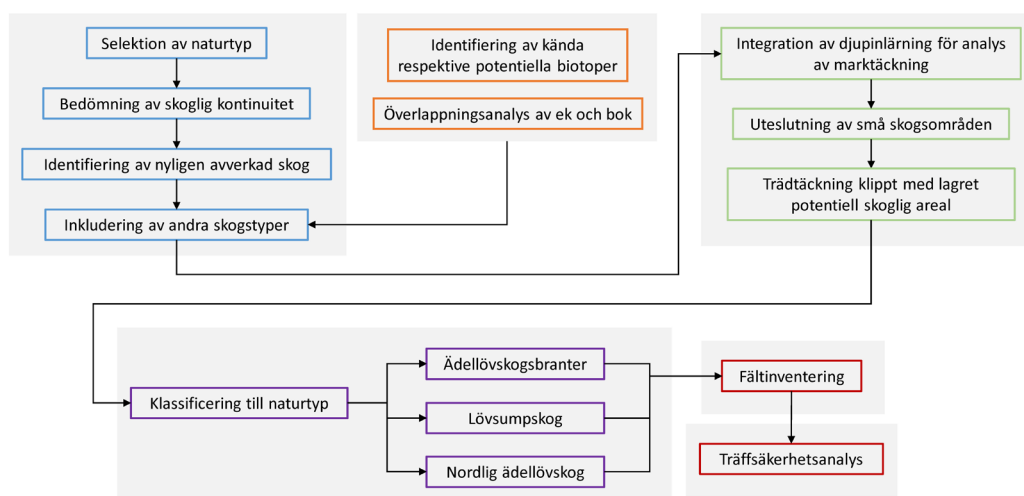 Selektion av naturtyp
Bedömning av skoglig kontinuitet
Identifiering av nyligen avverkad skog
Inkludering av andra skogstyper
Identifiering av kända
respektive potentiella biotoper
Överlappningsanalys av ek och bok
Integration av djupinlärning för analys
av marktäckning
Uteslutning av små skogsområden
Trädtäckning klippt med lagret
potentiell skoglig areal
Klassificering till naturtyp
Ädellövskogsbranter
Lövsumpskog
Nordlig ädellövskog
Fältinventering
Träffsäkerhetsanalys